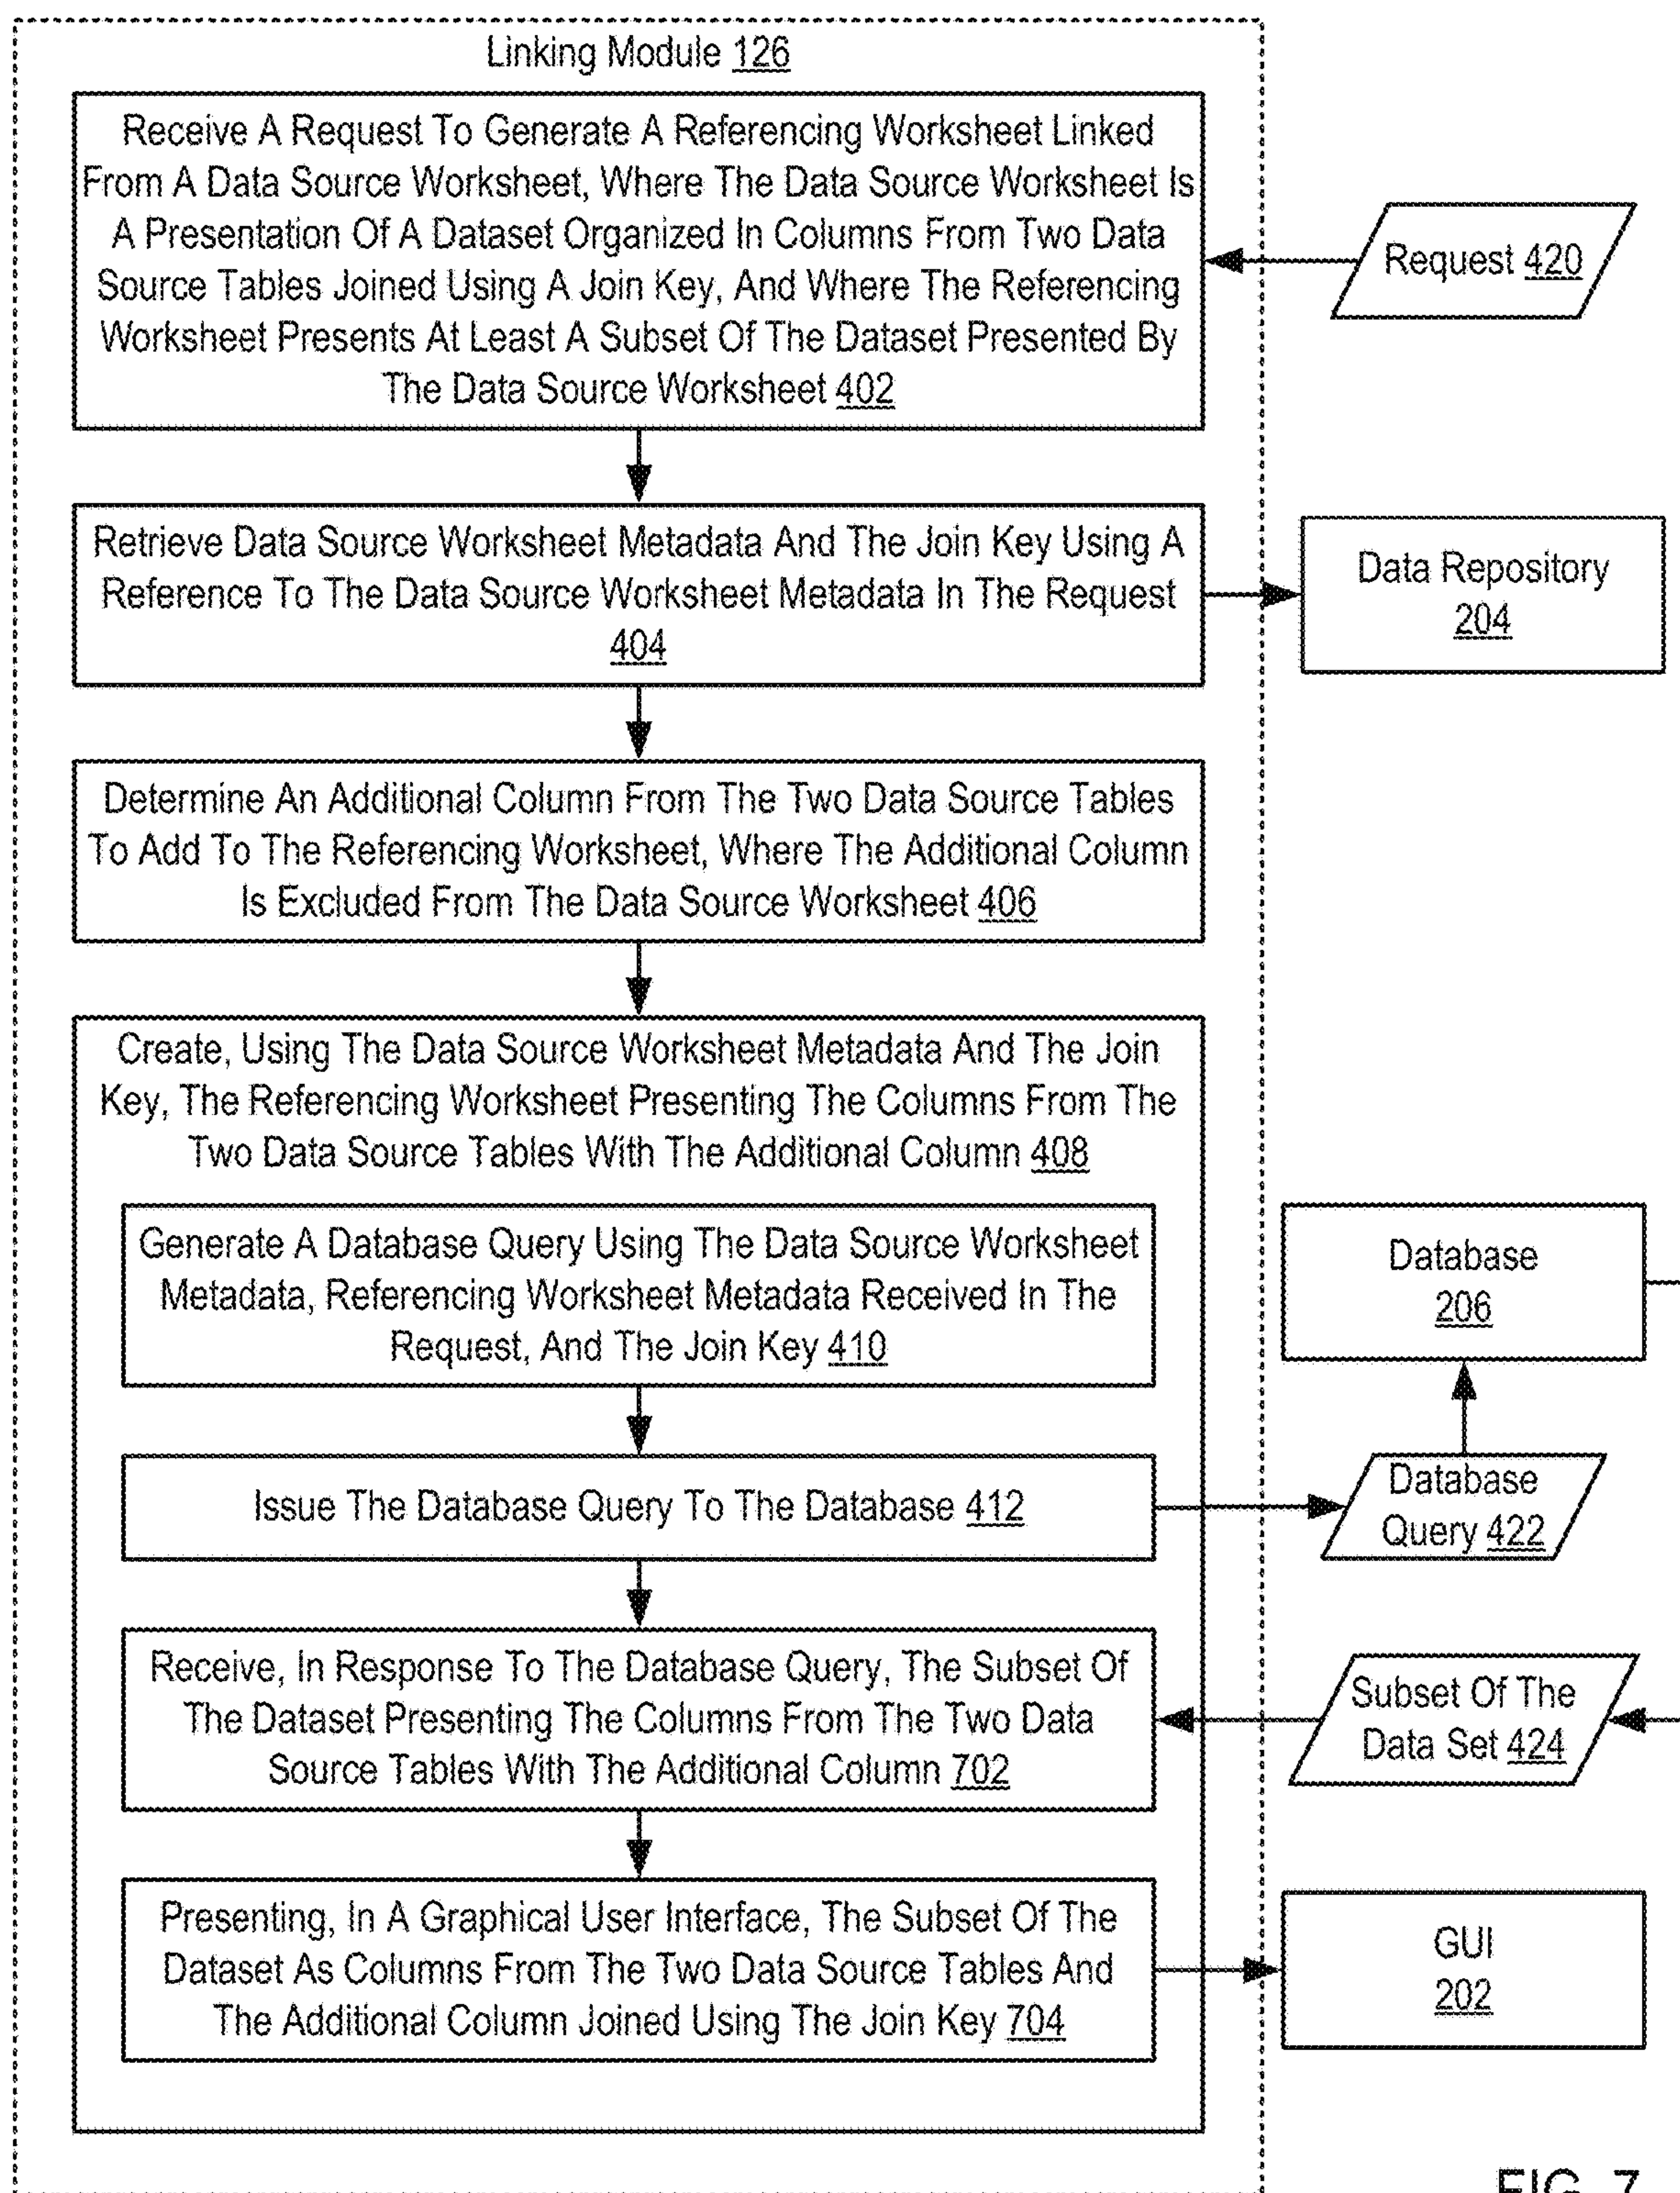 Linking Module 126
Receive A Request To Generate A Referencing Worksheet Linked
From A Data Source Worksheet, Where The Data Source Worksheet Is
A Presentation Of A Dataset Organized In Columns From Two Data
Source Tables Joined Using A Join Key, And Where The Referencing
Worksheet Presents At Least A Subset Of The Dataset Presented By
The Data Source Worksheet 402
Request 420
Retrieve Data Source Worksheet Metadata And The Join Key Using A
Reference To The Data Source Worksheet Metadata In The Request
404
Data Repository
204
Determine An Additional Column From The Two Data Source Tables
To Add To The Referencing Worksheet, Where The Additional Column
Is Excluded From The Data Source Worksheet 406
Create, Using The Data Source Worksheet Metadata And The Join
Key, The Referencing Worksheet Presenting The Columns From The
Two Data Source Tables With The Additional Column 408
Generate A Database Query Using The Data Source Worksheet
Metadata, Referencing Worksheet Metadata Received In The
Request, And The Join Key 410
Database
206
Issue The Database Query To The Database 412
Database
Query 422
Receive, In Response To The Database Query, The Subset Of
The Dataset Presenting The Columns From The Two Data
Source Tables With The Additional Column 702
Subset Of The
Data Set 424
Presenting, In A Graphical User Interface, The Subset Of The
Dataset As Columns From The Two Data Source Tables And
The Additional Column Joined Using The Join Key 704
GUI
202
FIG. 7